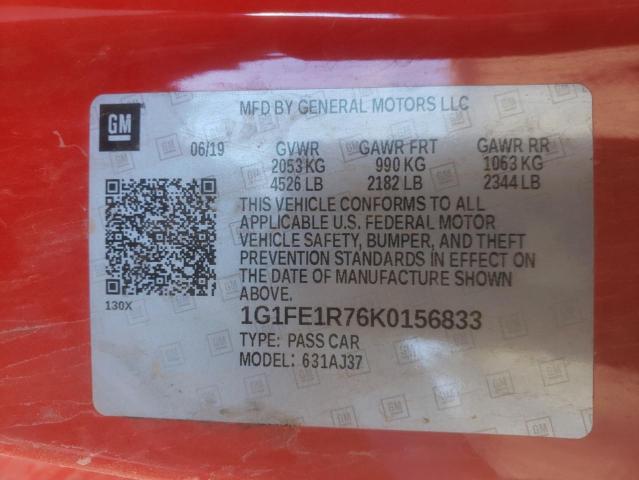 GM
MFD BY GENERAL MOTORS LLC
06/19 GVWR GAWR FRT GAWR RR
2053 KG 990 KG 1063 KG
4526 LB 2182 LB 2344 LB
THIS VEHICLE CONFORMS TO ALL
APPLICABLE U.S. FEDERAL MOTOR
VEHICLE SAFETY, BUMPER, AND THEFT
PREVENTION STANDARDS IN EFFECT ON
THE DATE OF MANUFACTURE SHOWN
ABOVE.
130X
1G1FE1R76K0156833
TYPE: PASS CAR
MODEL: 631AJ37